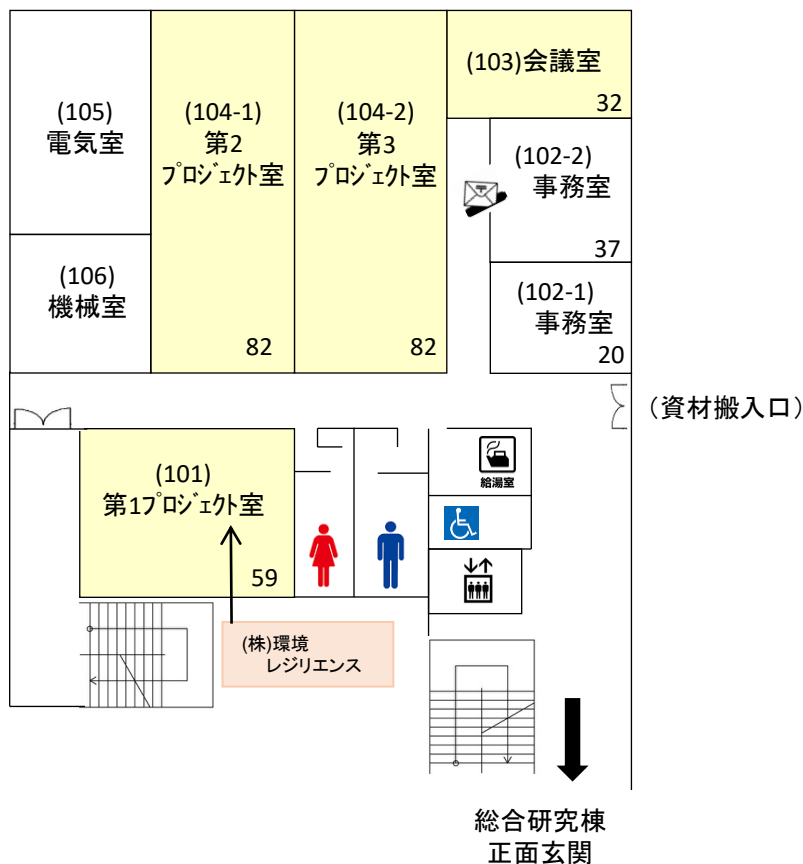 (105)
電気室
(104-1)
第2
プロジェクト室
82
(104-2)
第3
プロジェクト室
82
(103)会議室
32
(102-2)
事務室
37
(106)
機械室
(102-1)
事務室
20
(資材搬入口)
(101)
第1プロジェクト室
59
給湯室
(株)環境
レジリエンス
総合研究棟
正面玄関